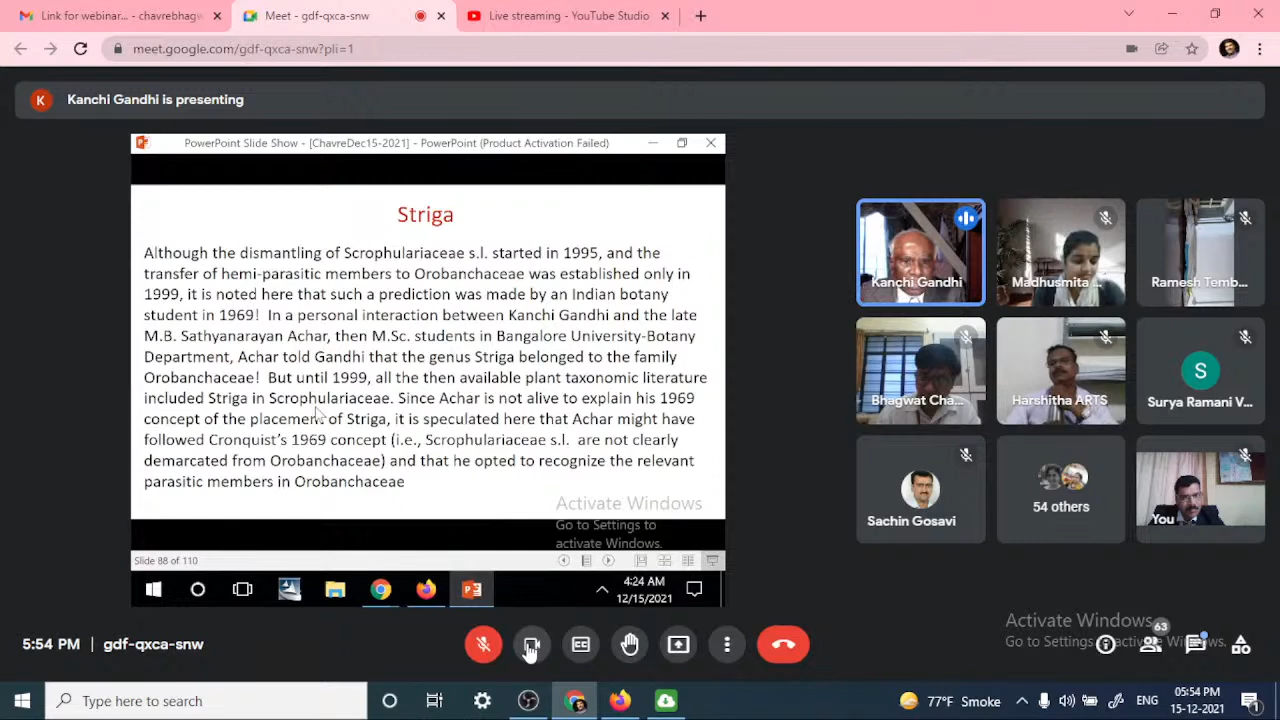 Link for webinar... - chavrebhagw
Meet - gdf-qxca-snw
Live streaming - YouTube Studio
meet.google.com/gdf-qxca-snw?pli=1
K
Kanchi Gandhi is presenting
PowerPoint Slide Show - [ChavreDec15-2021] - PowerPoint (Product Activation Failed)
Striga
Although the dismantling of Scrophulariaceae s.l. started in 1995, and the
transfer of hemi-parasitic members to Orobanchaceae was established only in
1999, it is noted here that such a prediction was made by an Indian botany
student in 1969! In a personal interaction between Kanchi Gandhi and the late
M.B. Sathyanarayan Achar, then M.Sc. students in Bangalore University-Botany
Department, Achar told Gandhi that the genus Striga belonged to the family
Orobanchaceae! But until 1999, all the then available plant taxonomic literature
included Striga in Scrophulariaceae. Since Achar is not alive to explain his 1969
concept of the placement of Striga, it is speculated here that Achar might have
followed Cronquist's 1969 concept (i.e., Scrophulariaceae s.l. are not clearly
demarcated from Orobanchaceae) and that he opted to recognize the relevant
parasitic members in Orobanchaceae
Activate Windows
Go to Settings to
activate Windows.
Slide 88 of 110
4:24 AM
12/15/2021
Kanchi Gandhi
Madhusmita ...
Ramesh Temb...
Bhagwat Cha...
Harshitha ARTS
S
Surya Ramani V...
Sachin Gosavi
54 others
You
Activate Windows
Go to Settings to activate Windows.
63
5:54 PM | gdf-qxca-snw
Type here to search
77°F Smoke
ENG
05:54 PM
15-12-2021
1